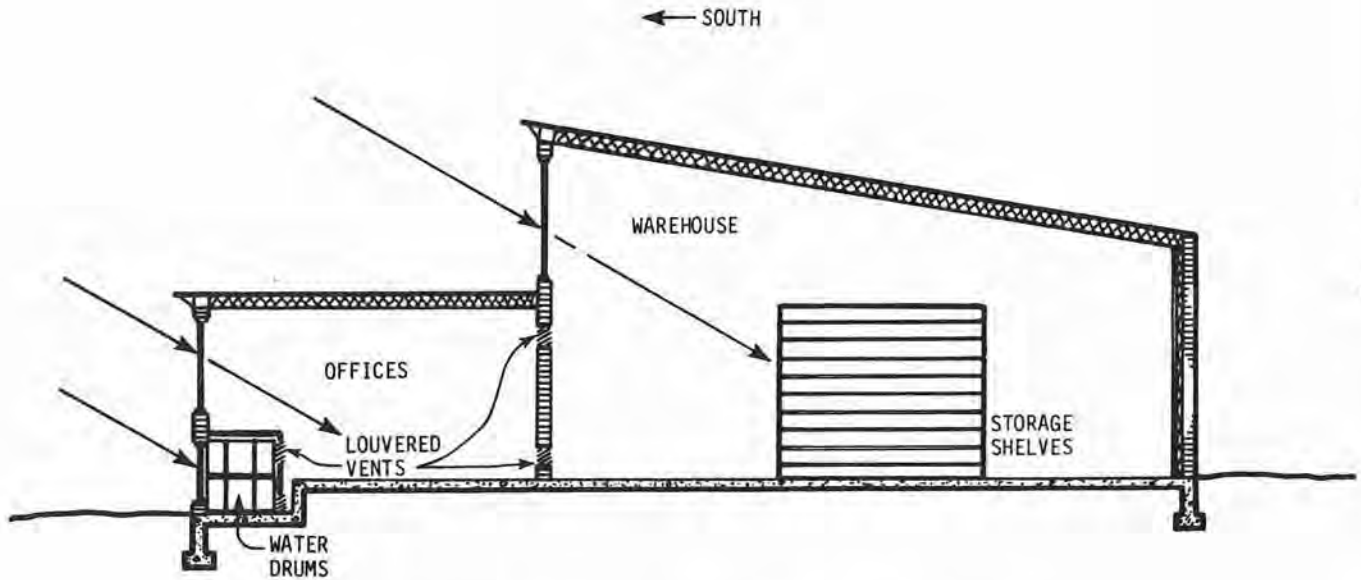 SOUTH
WAREHOUSE
OFFICES
LOUVERED
VENTS
STORAGE
SHELVES
WATER
DRUMS